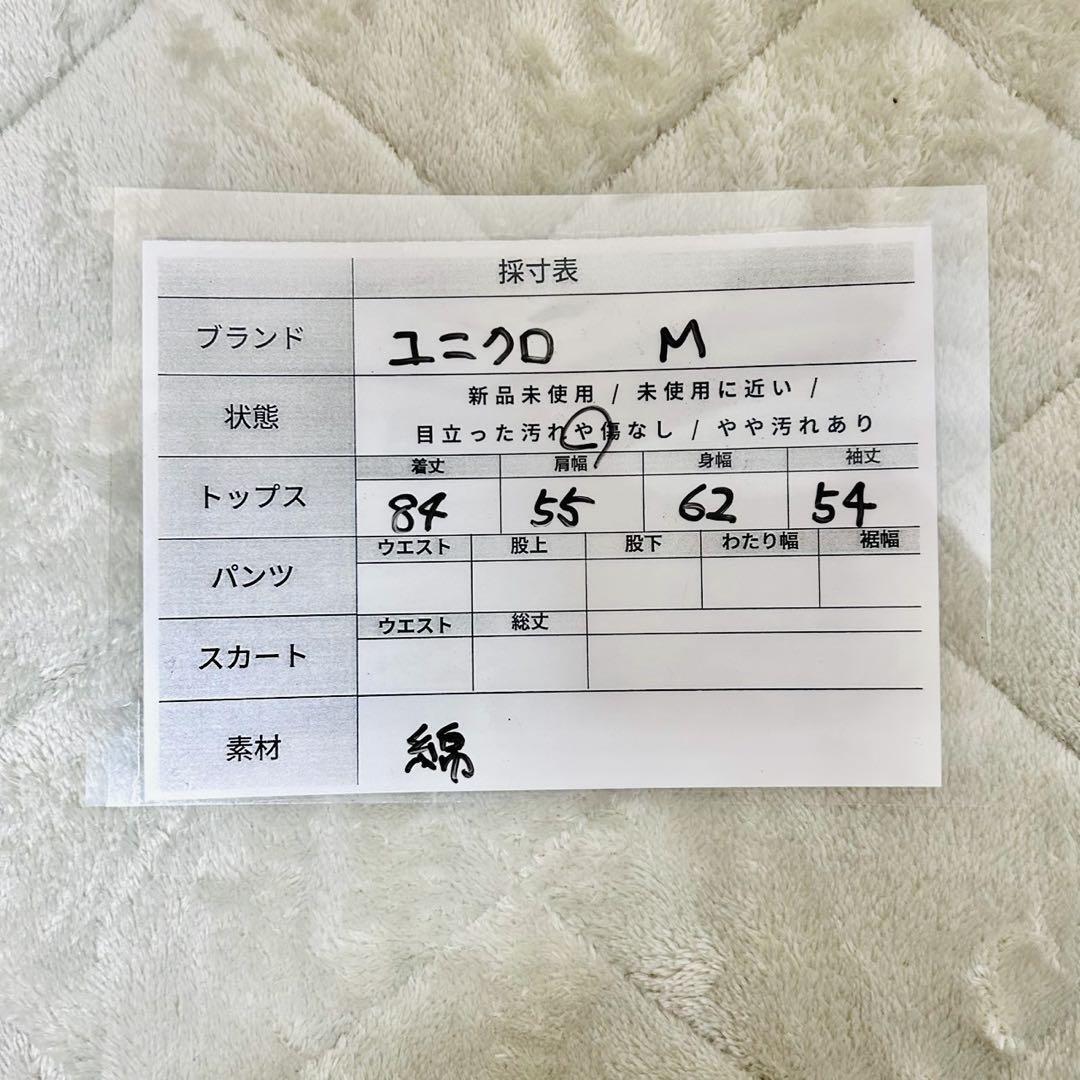 採寸表
ブランド ユニクロ M
状態 新品未使用 / 未使用に近い /
目立った汚れや傷なし / やや汚れあり
トップス 着丈 肩幅 身幅 袖丈
84 55 62 54
パンツ ウエスト 股上 股下 わたり幅 裾幅
スカート ウエスト 総丈
素材 綿